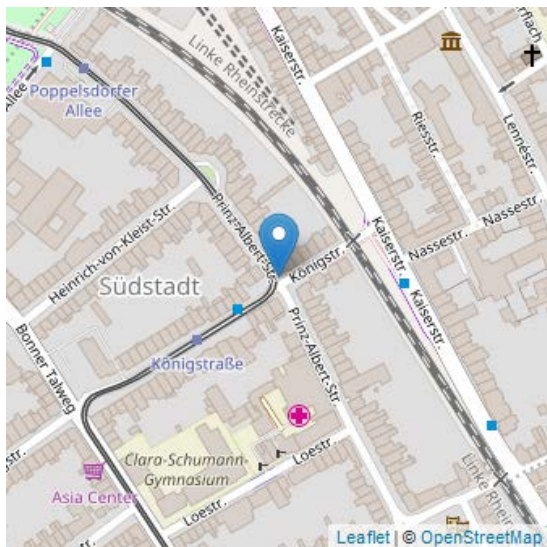 Linke Rheinstrecke
Kaiserstr.
Allee
Poppelsdorfer
Allee
Riesstr.
Lennéstr.
Prinz-Albert-Str.
Heinrich-von-Kleist-Str.
Nassestr.
Kaiserstr.
Nassestr.
Königstr.
Südstadt
Kaiserstr.
Prinz-Albert-Str.
Bonner Talweg
Königstraße
Clara-Schumann-
Gymnasium
Loestr.
Asia Center
Loestr.
Linke Rhein
Leaflet | © OpenStreetMap